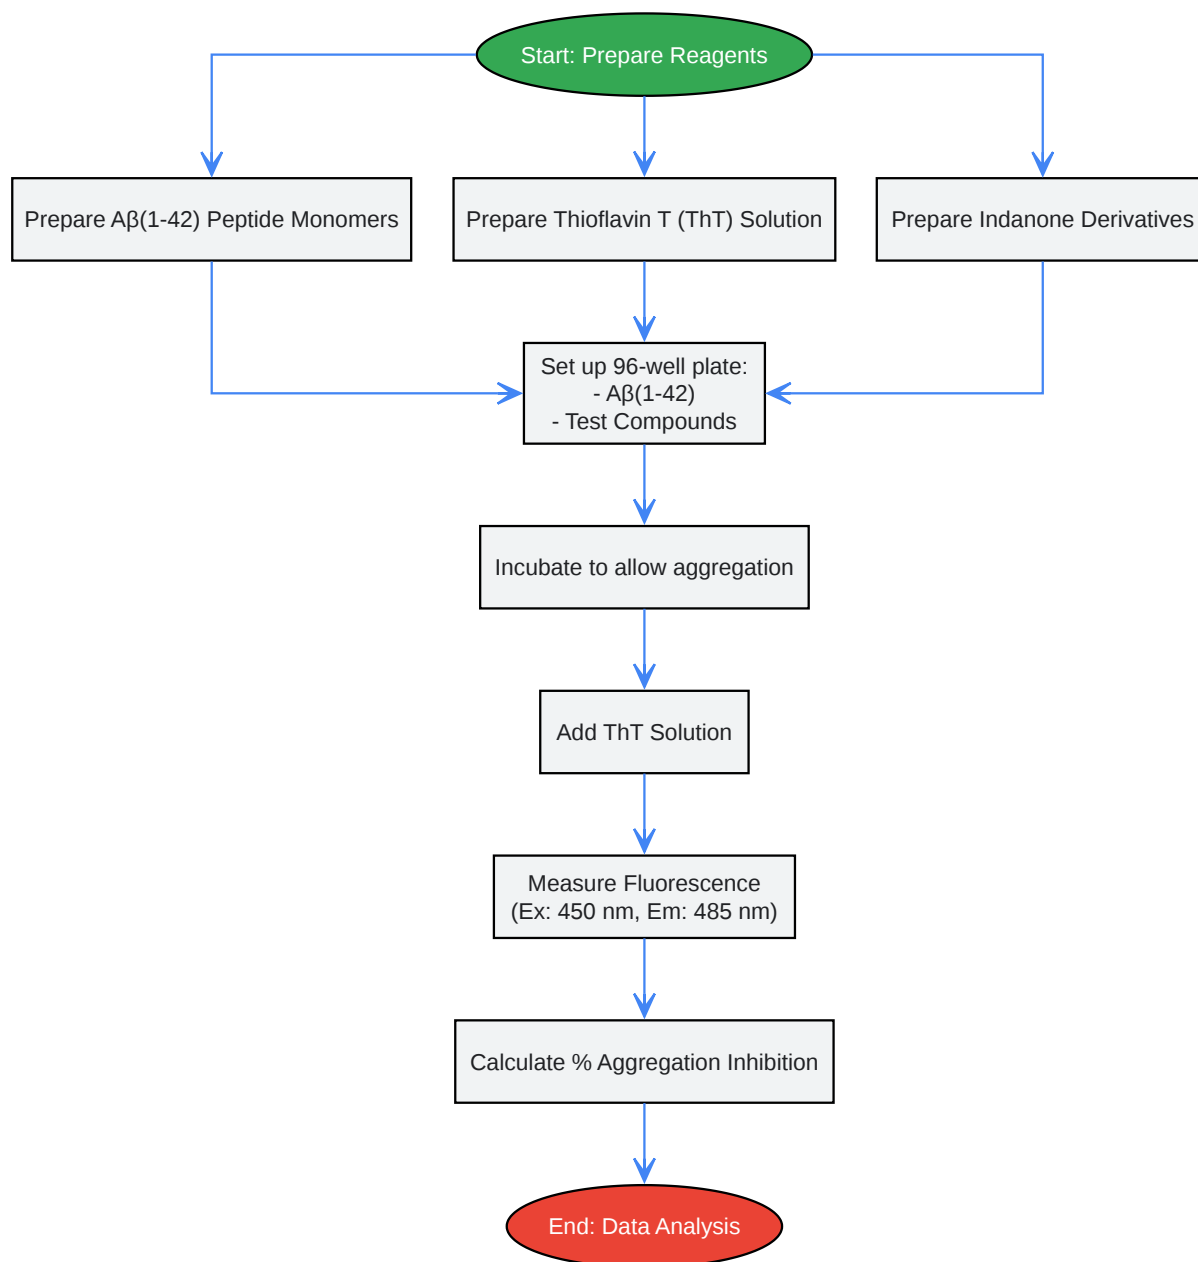 Start: Prepare Reagents
Prepare Aβ(1-42) Peptide Monomers
Prepare Thioflavin T (ThT) Solution
Prepare Indanone Derivatives
Set up 96-well plate:
- Aβ(1-42)
- Test Compounds
Incubate to allow aggregation
Add ThT Solution
Measure Fluorescence
(Ex: 450 nm, Em: 485 nm)
Calculate % Aggregation Inhibition
End: Data Analysis